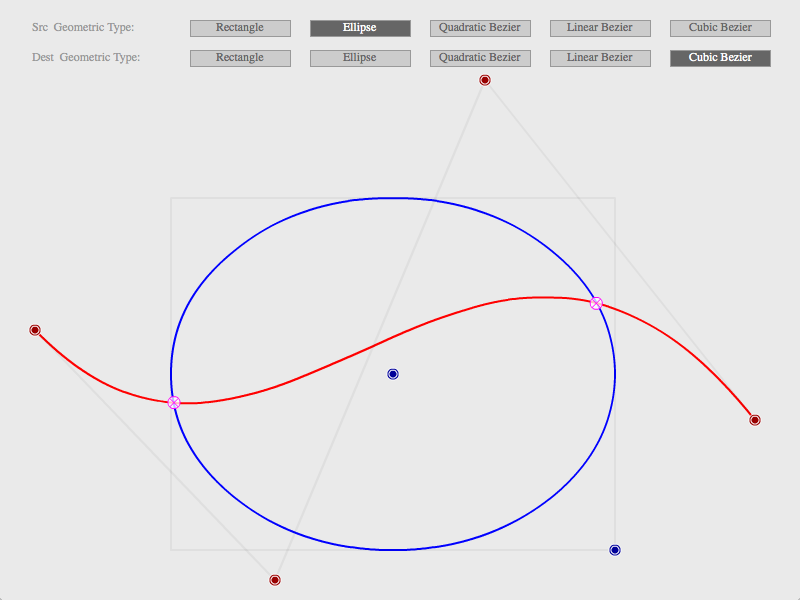 Src Geometric Type: Rectangle Ellipse Quadratic Bezier Linear Bezier Cubic Bezier
Dest Geometric Type: Rectangle Ellipse Quadratic Bezier Linear Bezier Cubic Bezier